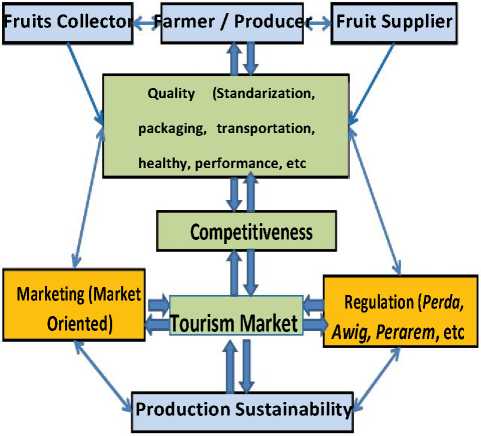 Fruits Collector
Farmer / Producer
Fruit Supplier
Quality (Standarization,
packaging, transportation,
healthy, performance, etc
Competitiveness
Marketing (Market
Oriented)
Tourism Market
Regulation (Perda,
Awig, Perarem, etc
Production Sustainability